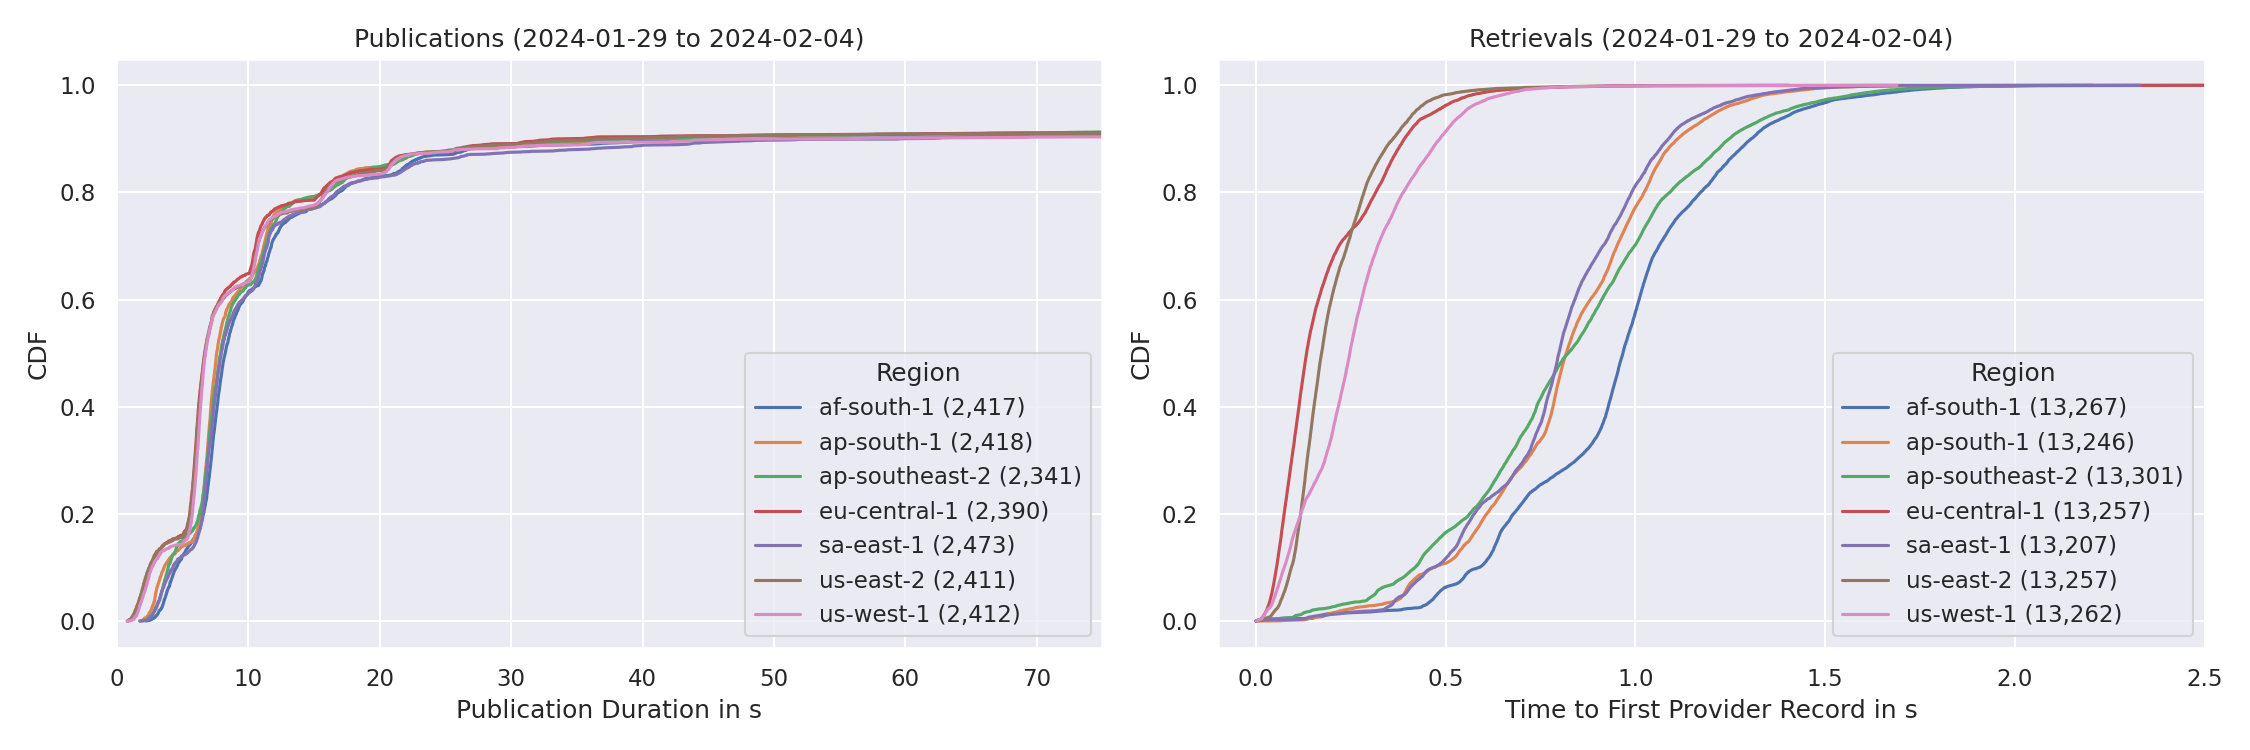 Publications (2024-01-29 to 2024-02-04)
1.0
0.8
0.6
0.4
0.2
0.0
CDF
0
10
20
30
40
50
60
70
Publication Duration in s
Region
af-south-1 (2,417)
ap-south-1 (2,418)
ap-southeast-2 (2,341)
eu-central-1 (2,390)
sa-east-1 (2,473)
us-east-2 (2,411)
us-west-1 (2,412)
Retrievals (2024-01-29 to 2024-02-04)
1.0
0.8
0.6
0.4
0.2
0.0
CDF
0.0
0.5
1.0
1.5
2.0
2.5
Time to First Provider Record in s
Region
af-south-1 (13,267)
ap-south-1 (13,246)
ap-southeast-2 (13,301)
eu-central-1 (13,257)
sa-east-1 (13,207)
us-east-2 (13,257)
us-west-1 (13,262)